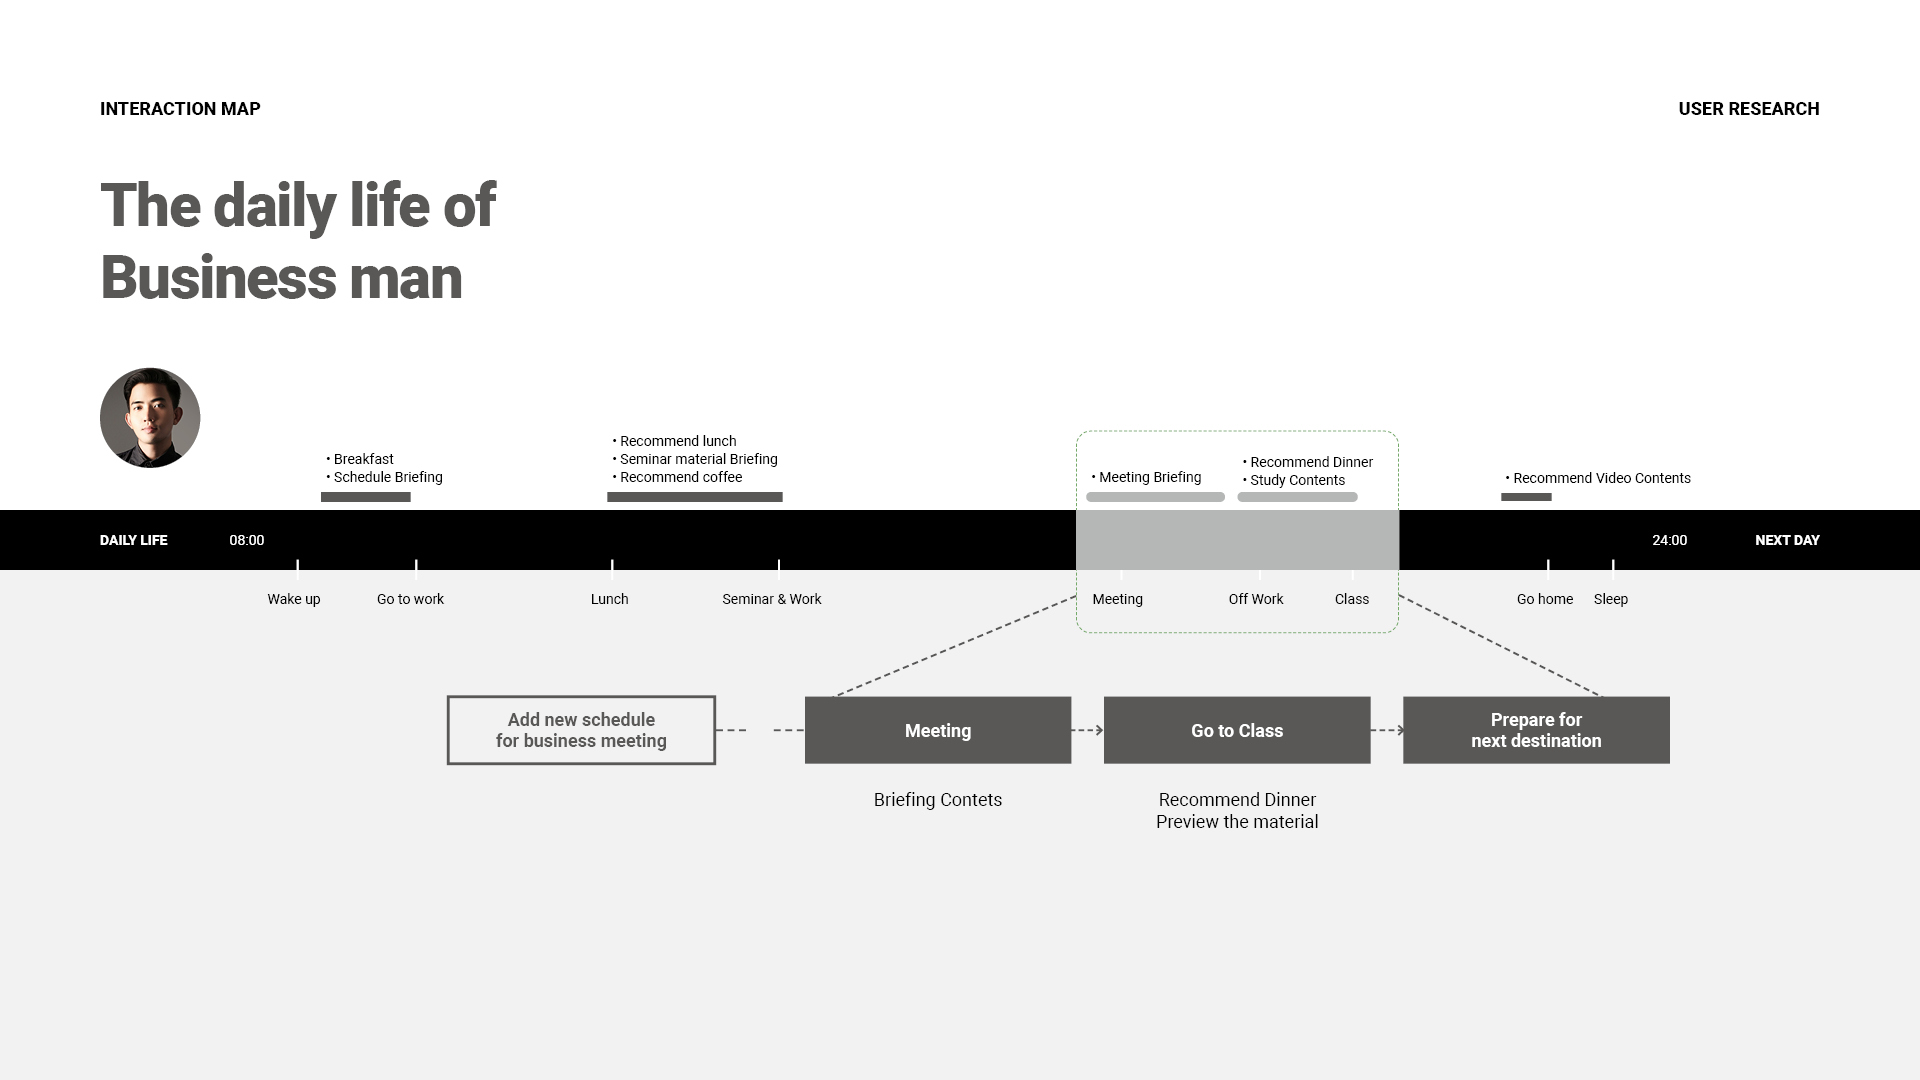 INTERACTION MAP
USER RESEARCH
The daily life of
Business man
• Breakfast
• Schedule Briefing
• Recommend lunch
• Seminar material Briefing
• Recommend coffee
• Meeting Briefing
• Recommend Dinner
• Study Contents
• Recommend Video Contents
DAILY LIFE
08:00
24:00
NEXT DAY
Wake up
Go to work
Lunch
Seminar & Work
Meeting
Off Work
Class
Go home
Sleep
Add new schedule
for business meeting
Meeting
Go to Class
Prepare for
next destination
Briefing Contets
Recommend Dinner
Preview the material